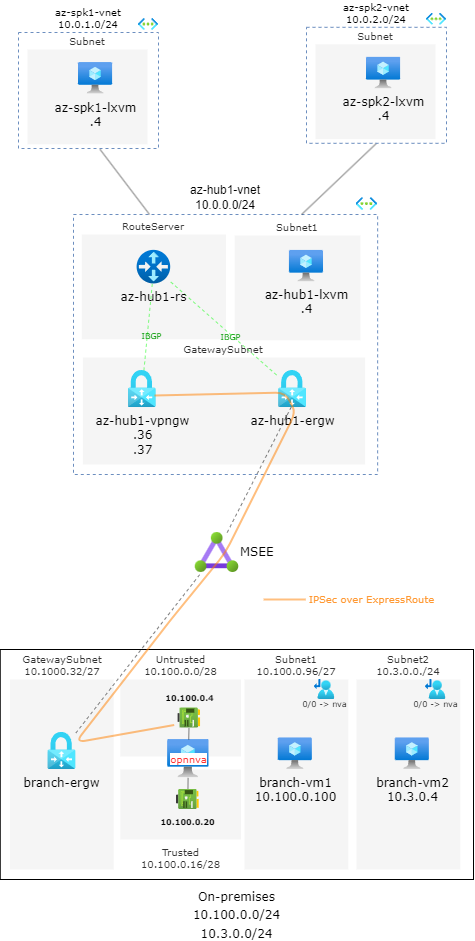 az-spk1-vnet
10.0.1.0/24
Subnet
az-spk1-lxvm
.4
az-spk2-vnet
10.0.2.0/24
Subnet
az-spk2-lxvm
.4
az-hub1-vnet
10.0.0.0/24
RouteServer
az-hub1-rs
Subnet1
az-hub1-lxvm
.4
IBGP
IBGP
GatewaySubnet
az-hub1-vpngw
.36
.37
az-hub1-ergw
MSEE
IPSec over ExpressRoute
GatewaySubnet
10.1000.32/27
branch-ergw
Untrusted
10.100.0.0/28
10.100.0.4
opnnva
10.100.0.20
Trusted
10.100.0.16/28
Subnet1
10.100.0.96/27
0/0 -> nva
branch-vm1
10.100.0.100
Subnet2
10.3.0.0./24
0/0 -> nva
branch-vm2
10.3.0.4
On-premises
10.100.0.0/24
10.3.0.0/24